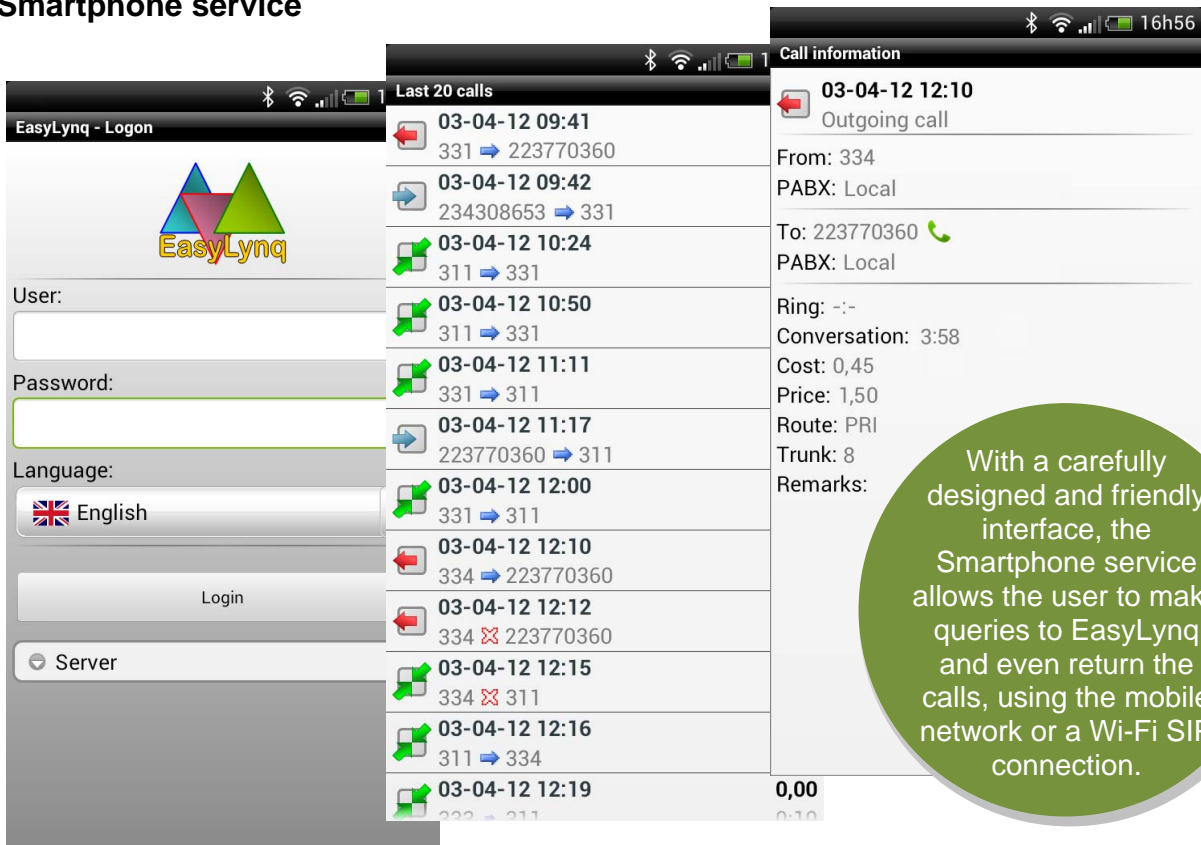 Smartphone service
EasyLynq - Logon
EasyLynq
User:
Password:
Language:
English
Login
Server
Last 20 calls
03-04-12 09:41
331 223770360
03-04-12 09:42
234308653 331
03-04-12 10:24
311 331
03-04-12 10:50
311 331
03-04-12 11:11
331 311
03-04-12 11:17
223770360 311
03-04-12 12:00
331 311
03-04-12 12:10
334 223770360
03-04-12 12:12
334 223770360
03-04-12 12:15
334 311
03-04-12 12:16
311 334
03-04-12 12:19
0,00
16h56
Call information
03-04-12 12:10
Outgoing call
From: 334
PABX: Local
To: 223770360
PABX: Local
Ring: -:-
Conversation: 3:58
Cost: 0,45
Price: 1,50
Route: PRI
Trunk: 8
Remarks:
With a carefully
designed and friendly
interface, the
Smartphone service
allows the user to make
queries to EasyLynq
and even return the
calls, using the mobile
network or a Wi-Fi SIP
connection.